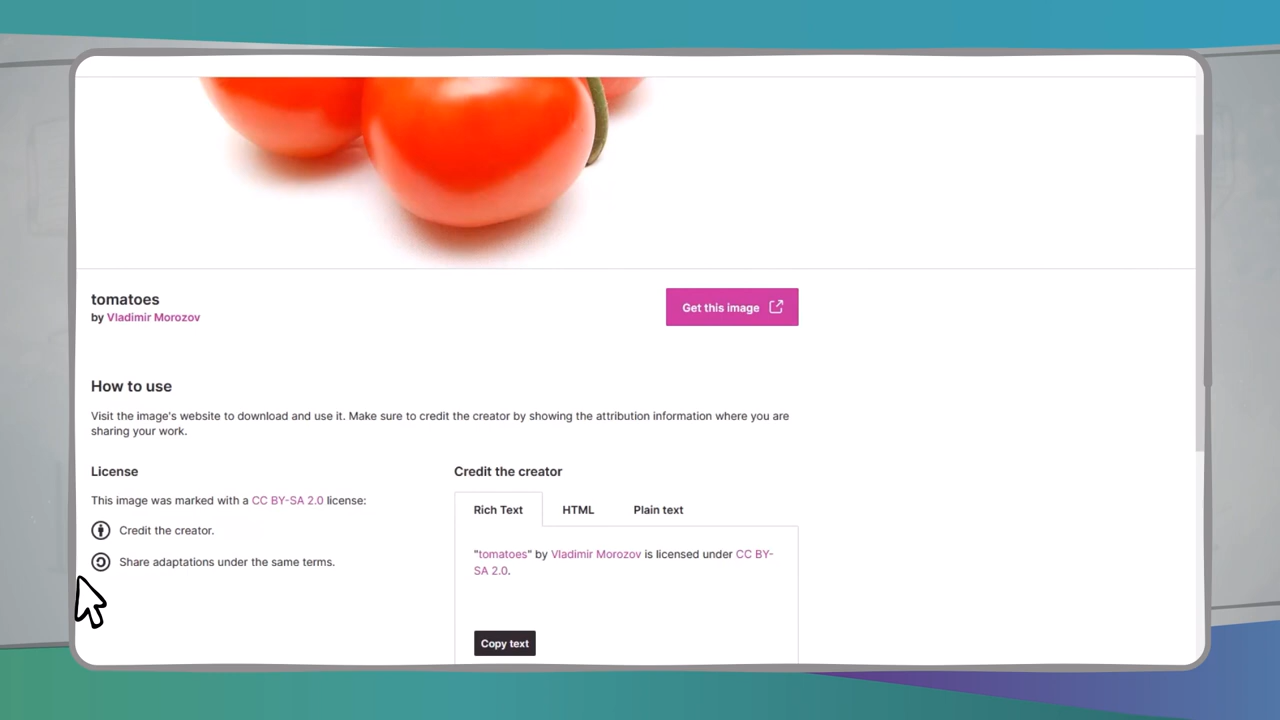 tomatoes
by Vladimir Morozov
Get this image
How to use
Visit the image's website to download and use it. Make sure to credit the creator by showing the attribution information where you are
sharing your work.
License
This image was marked with a CC BY-SA 2.0 license:
Credit the creator.
Share adaptations under the same terms.
Credit the creator
Rich Text
HTML
Plain text
"tomatoes" by Vladimir Morozov is licensed under CC BY-
SA 2.0.
Copy text